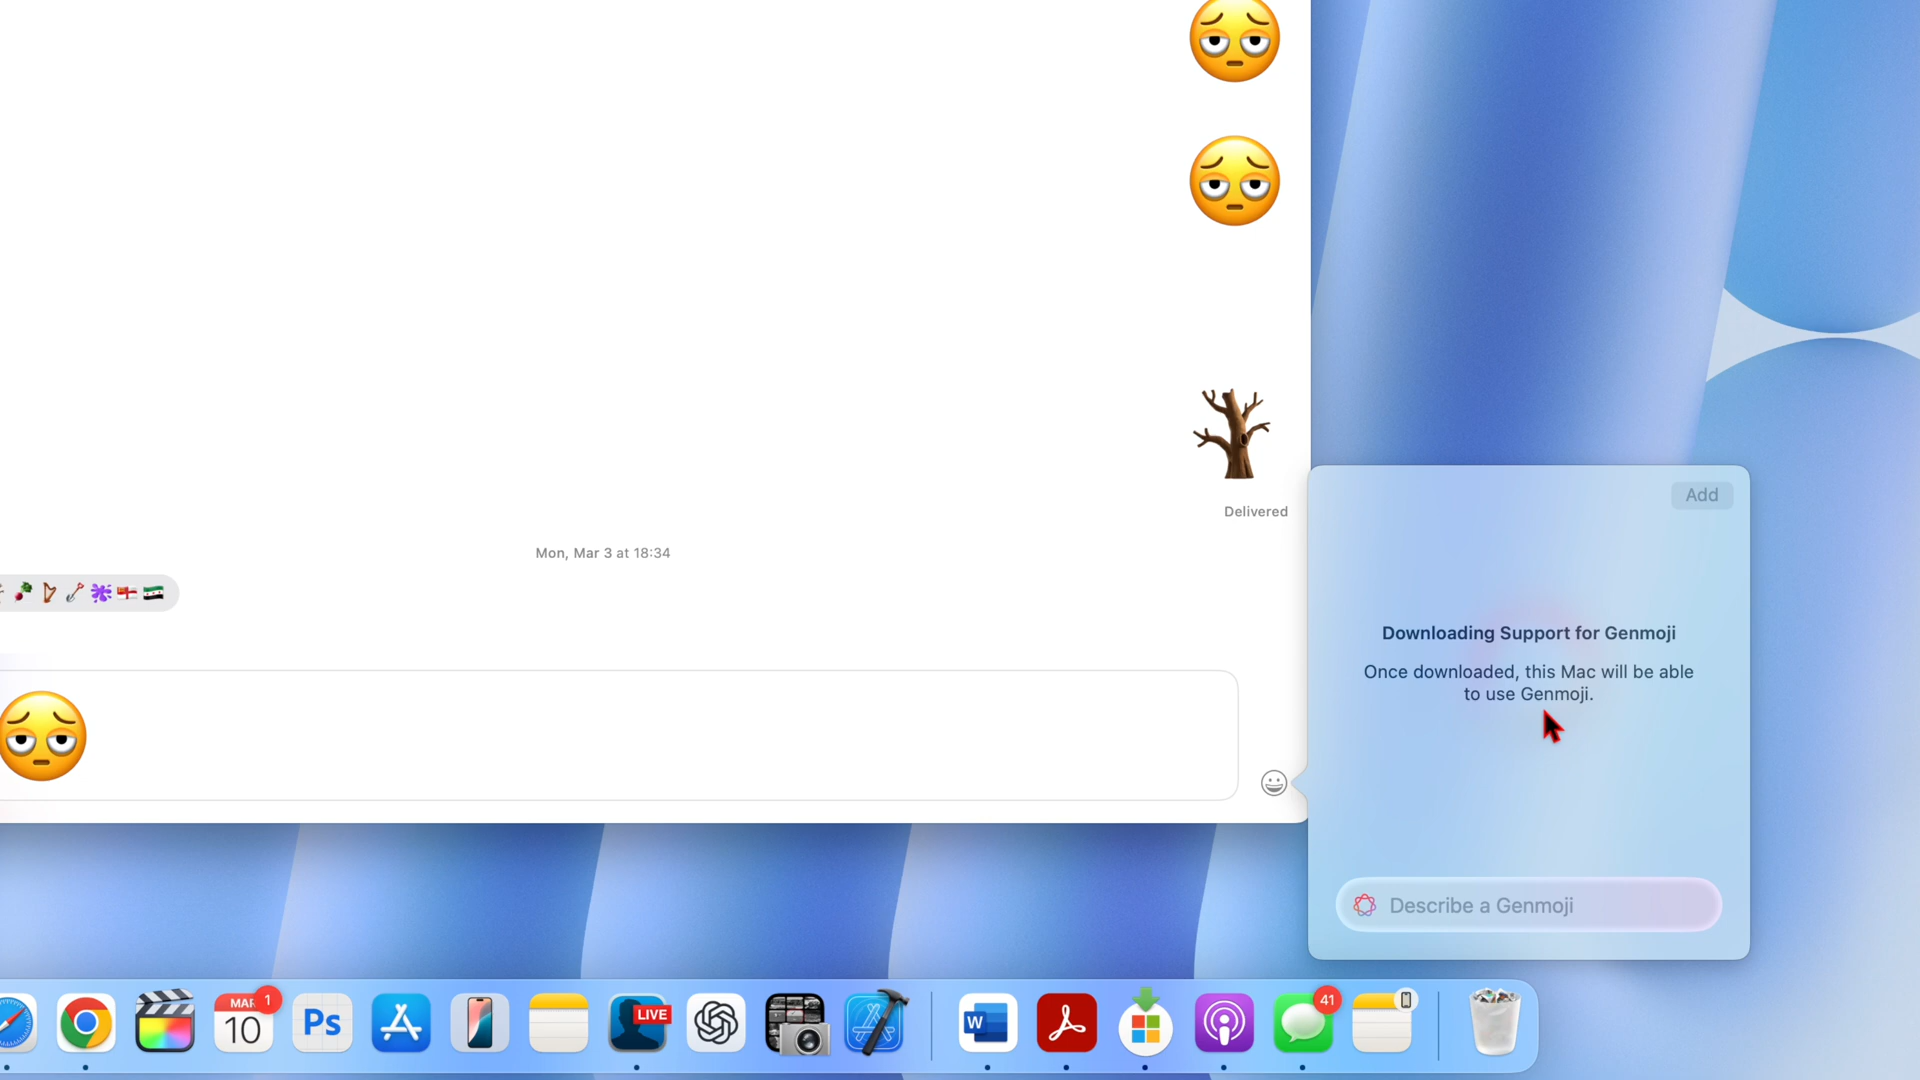 Add
Delivered
Mon, Mar 3 at 18:34
Downloading Support for Genmoji
Once downloaded, this Mac will be able
to use Genmoji.
Describe a Genmoji
MAR 1
10
Ps
LIVE
W
41